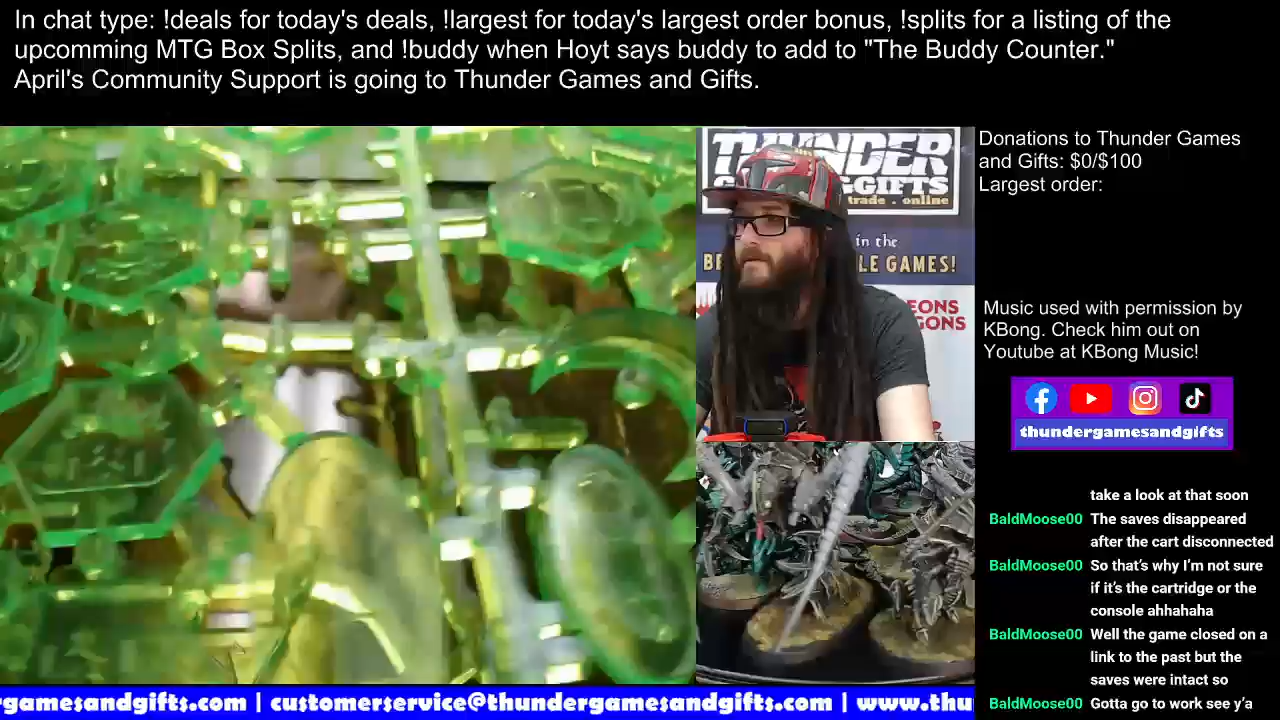 In chat type: !deals for today's deals, !largest for today's largest order bonus, !splits for a listing of the
upcomming MTG Box Splits, and !buddy when Hoyt says buddy to add to "The Buddy Counter."
April's Community Support is going to Thunder Games and Gifts.
THUNDER
GGIFTS
trade . online
in the
BE
LE GAMES!
EONS
GONS
Donations to Thunder Games
and Gifts: $0/$100
Largest order:
Music used with permission by
KBong. Check him out on
Youtube at KBong Music!
thundergamesandgifts
take a look at that soon
BaldMoose00 The saves disappeared
after the cart disconnected
BaldMoose00 So that's why I'm not sure
if it's the cartridge or the
console ahhahaha
BaldMoose00 Well the game closed on a
link to the past but the
saves were intact so
BaldMoose00 Gotta go to work see y'a
gamesandgifts.com | customerservice@thundergamesandgifts.com | www.thu